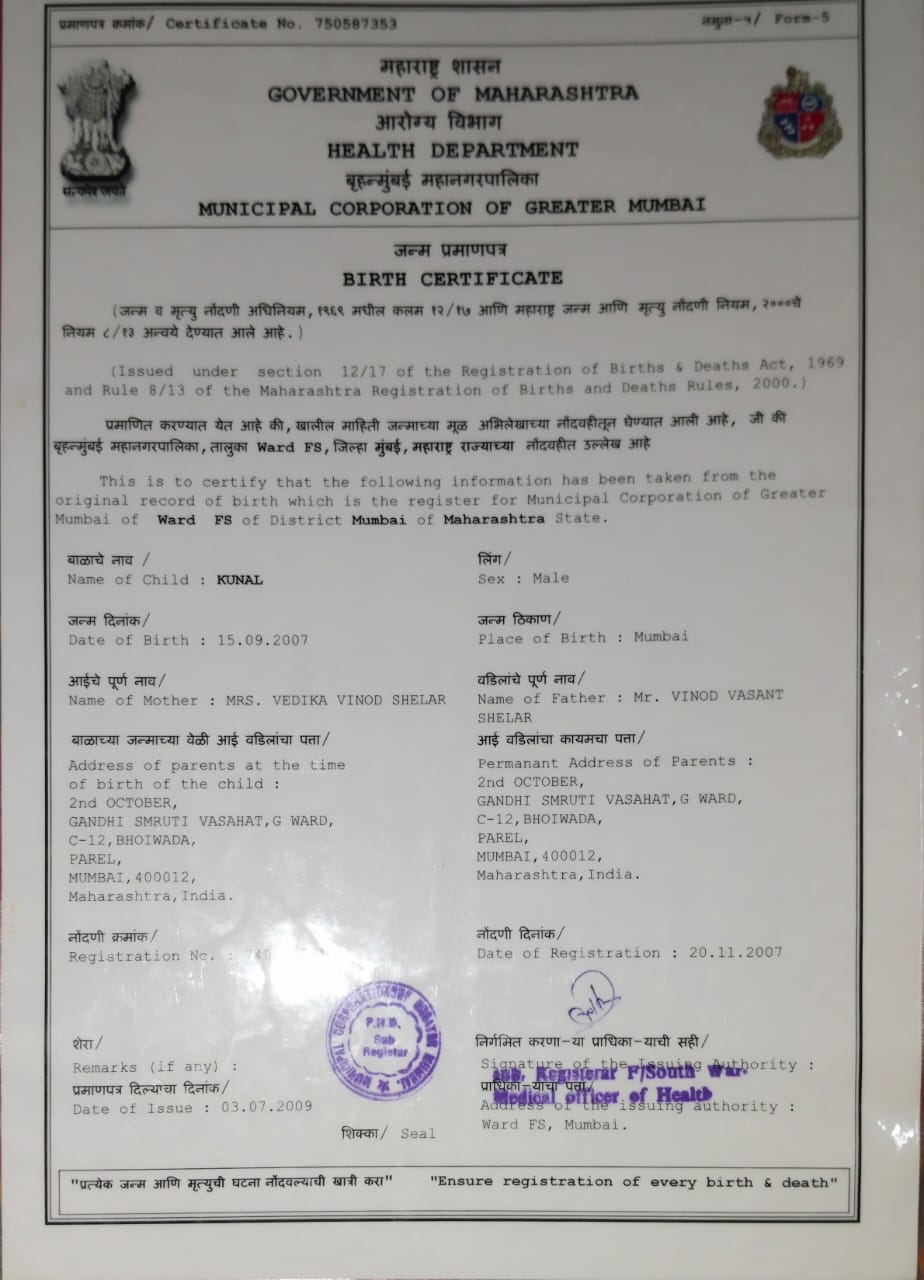 प्रमाणपत्र क्रमांक/ Certificate No. 750587353
नमुना-५/ Form-5
महाराष्ट्र शासन
GOVERNMENT OF MAHARASHTRA
आरोग्य विभाग
HEALTH DEPARTMENT
बृहन्मुंबई महानगरपालिका
MUNICIPAL CORPORATION OF GREATER MUMBAI
सत्यमेव जयते
जन्म प्रमाणपत्र
BIRTH CERTIFICATE
(जन्म व मृत्यु नोंदणी अधिनियम, १९६९ मधील कलम १२/१७ आणि महाराष्ट्र जन्म आणि मृत्यु नोंदणी नियम, २०००चे
नियम ८/१३ अन्वये देण्यात आले आहे.)
(Issued under section 12/17 of the Registration of Births & Deaths Act, 1969
and Rule 8/13 of the Maharashtra Registration of Births and Deaths Rules, 2000.)
प्रमाणित करण्यात येत आहे की, खालील माहिती जन्माच्या मूळ अभिलेखाच्या नोंदवहीतून घेण्यात आली आहे, जी की
बृहन्मुंबई महानगरपालिका, तालुका Ward FS, जिल्हा मुंबई, महाराष्ट्र राज्याच्या नोंदवहीत उल्लेख आहे
This is to certify that the following information has been taken from the
original record of birth which is the register for Municipal Corporation of Greater
Mumbai of Ward FS of District Mumbai of Maharashtra State.
बाळाचे नाव /
Name of Child : KUNAL
लिंग/
Sex : Male
जन्म दिनांक/
Date of Birth : 15.09.2007
जन्म ठिकाण/
Place of Birth : Mumbai
आईचे पूर्ण नाव/
Name of Mother : MRS. VEDIKA VINOD SHELAR
वडिलांचे पूर्ण नाव/
Name of Father : Mr. VINOD VASANT
SHELAR
बाळाच्या जन्माच्या वेळी आई वडिलांचा पत्ता/
Address of parents at the time
of birth of the child :
2nd OCTOBER,
GANDHI SMRUTI VASAHAT,G WARD,
C-12,BHOIWADA,
PAREL,
MUMBAI,400012,
Maharashtra,India.
आई वडिलांचा कायमचा पत्ता/
Permanant Address of Parents :
2nd OCTOBER,
GANDHI SMRUTI VASAHAT,G WARD,
C-12,BHOIWADA,
PAREL,
MUMBAI,400012,
Maharashtra,India.
नोंदणी क्रमांक/
Registration No. :
नोंदणी दिनांक/
Date of Registration : 20.11.2007
शेरा/
Remarks (if any) :
प्रमाणपत्र दिल्याचा दिनांक/
Date of Issue : 03.07.2009
P.H.D.
Sub
Registar
शिक्का/ Seal
निर्गमित करणा-या प्राधिका-याची सही/
Signature of the Issuing Authority :
Registerar F/South War.
प्राधिका-याचा पत्ता/
Medical officer of Health
Address of the issuing authority :
Ward FS, Mumbai.
"प्रत्येक जन्म आणि मृत्युची घटना नोंदवल्याची खात्री करा"
"Ensure registration of every birth & death"